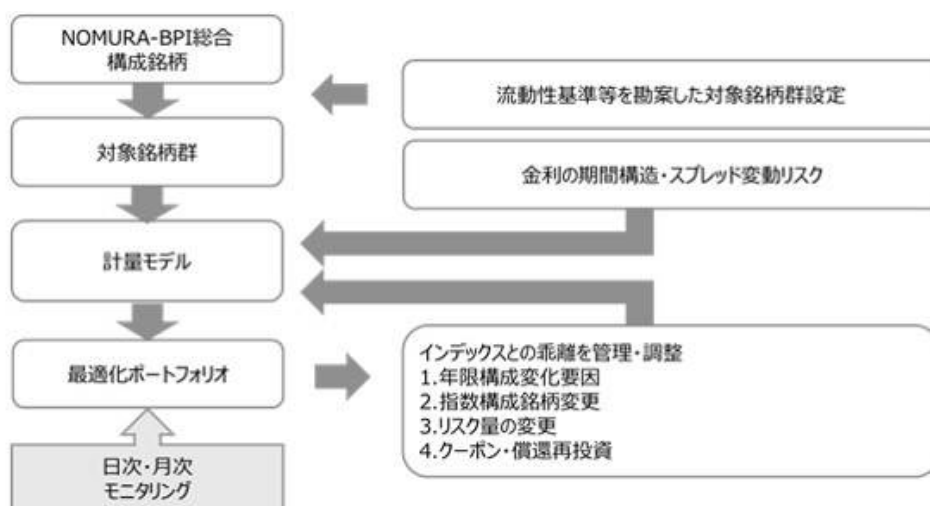 NOMURA-BPI総合
構成銘柄
流動性基準等を勘案した対象銘柄群設定
対象銘柄群
金利の期間構造・スプレッド変動リスク
計量モデル
最適化ポートフォリオ
インデックスとの乖離を管理・調整
1.年限構成変化要因
2.指数構成銘柄変更
3.リスク量の変更
4.クーポン・償還再投資
日次・月次
モニタリング